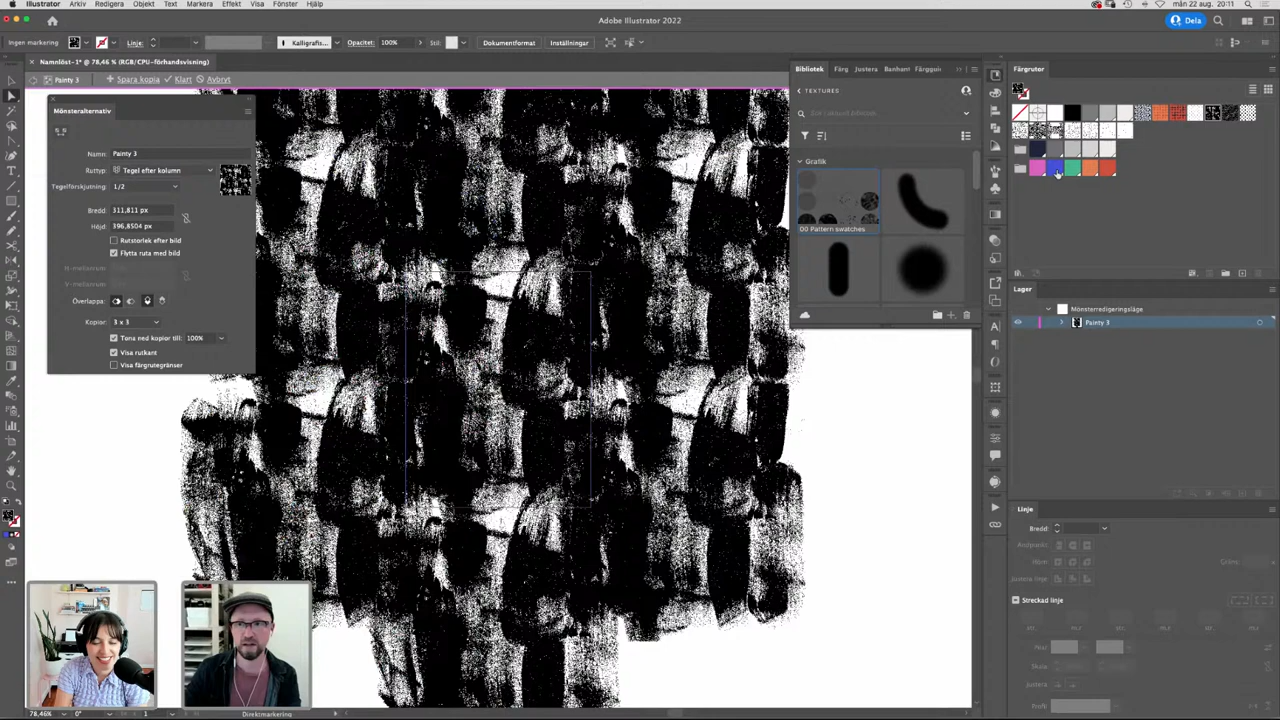 Illustrator Arkiv Redigera Objekt Text Markera Effekt Visa Fönster Hjälp
mån 22 aug. 20:11
Adobe Illustrator 2022
Dela
Ingen markering
Linje:
Kalligrafis...
Opacitet: 100%
Stil:
Dokumentformat
Inställningar
Namnlöst-1* @ 78,46 % (RGB/CPU-förhandsvisning)
Painty 3
Spara kopia
Klart
Avbryt
Mönsteralternativ
Namn: Painty 3
Ruttyp: Tegel efter kolumn
Tegelförskjutning: 1/2
Bredd: 311,811 px
Höjd: 396,8504 px
Rutstorlek efter bild
Flytta ruta med bild
Överlappa:
Kopior: 3 x 3
Tona ned kopior till: 100%
Visa rutkant
Visa färgrutegränser
Bibliotek Färg Justera Banhant Färggui
TEXTURES
Grafik
00 Pattern swatches
Färgrutor
Lager
Mönsterredigeringsläge
Painty 3
Linje
Bredd:
Streckad linje
78,46%
0°
1
Direktmarkering